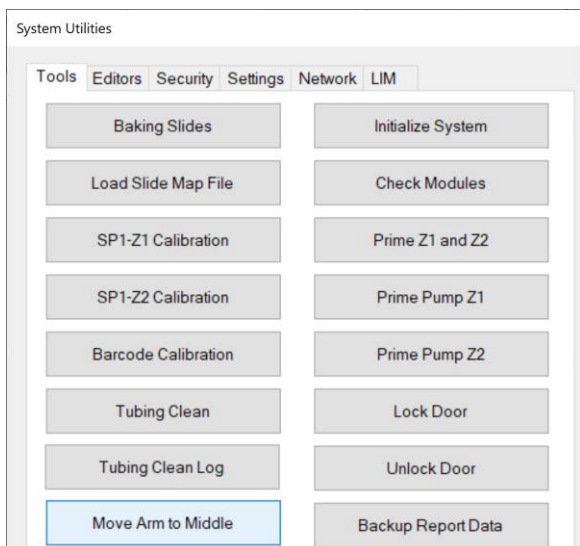 System Utilities
Tools Editors Security Settings Network LIM
Baking Slides Initialize System
Load Slide Map File Check Modules
SP1-Z1 Calibration Prime Z1 and Z2
SP1-Z2 Calibration Prime Pump Z1
Barcode Calibration Prime Pump Z2
Tubing Clean Lock Door
Tubing Clean Log Unlock Door
Move Arm to Middle Backup Report Data